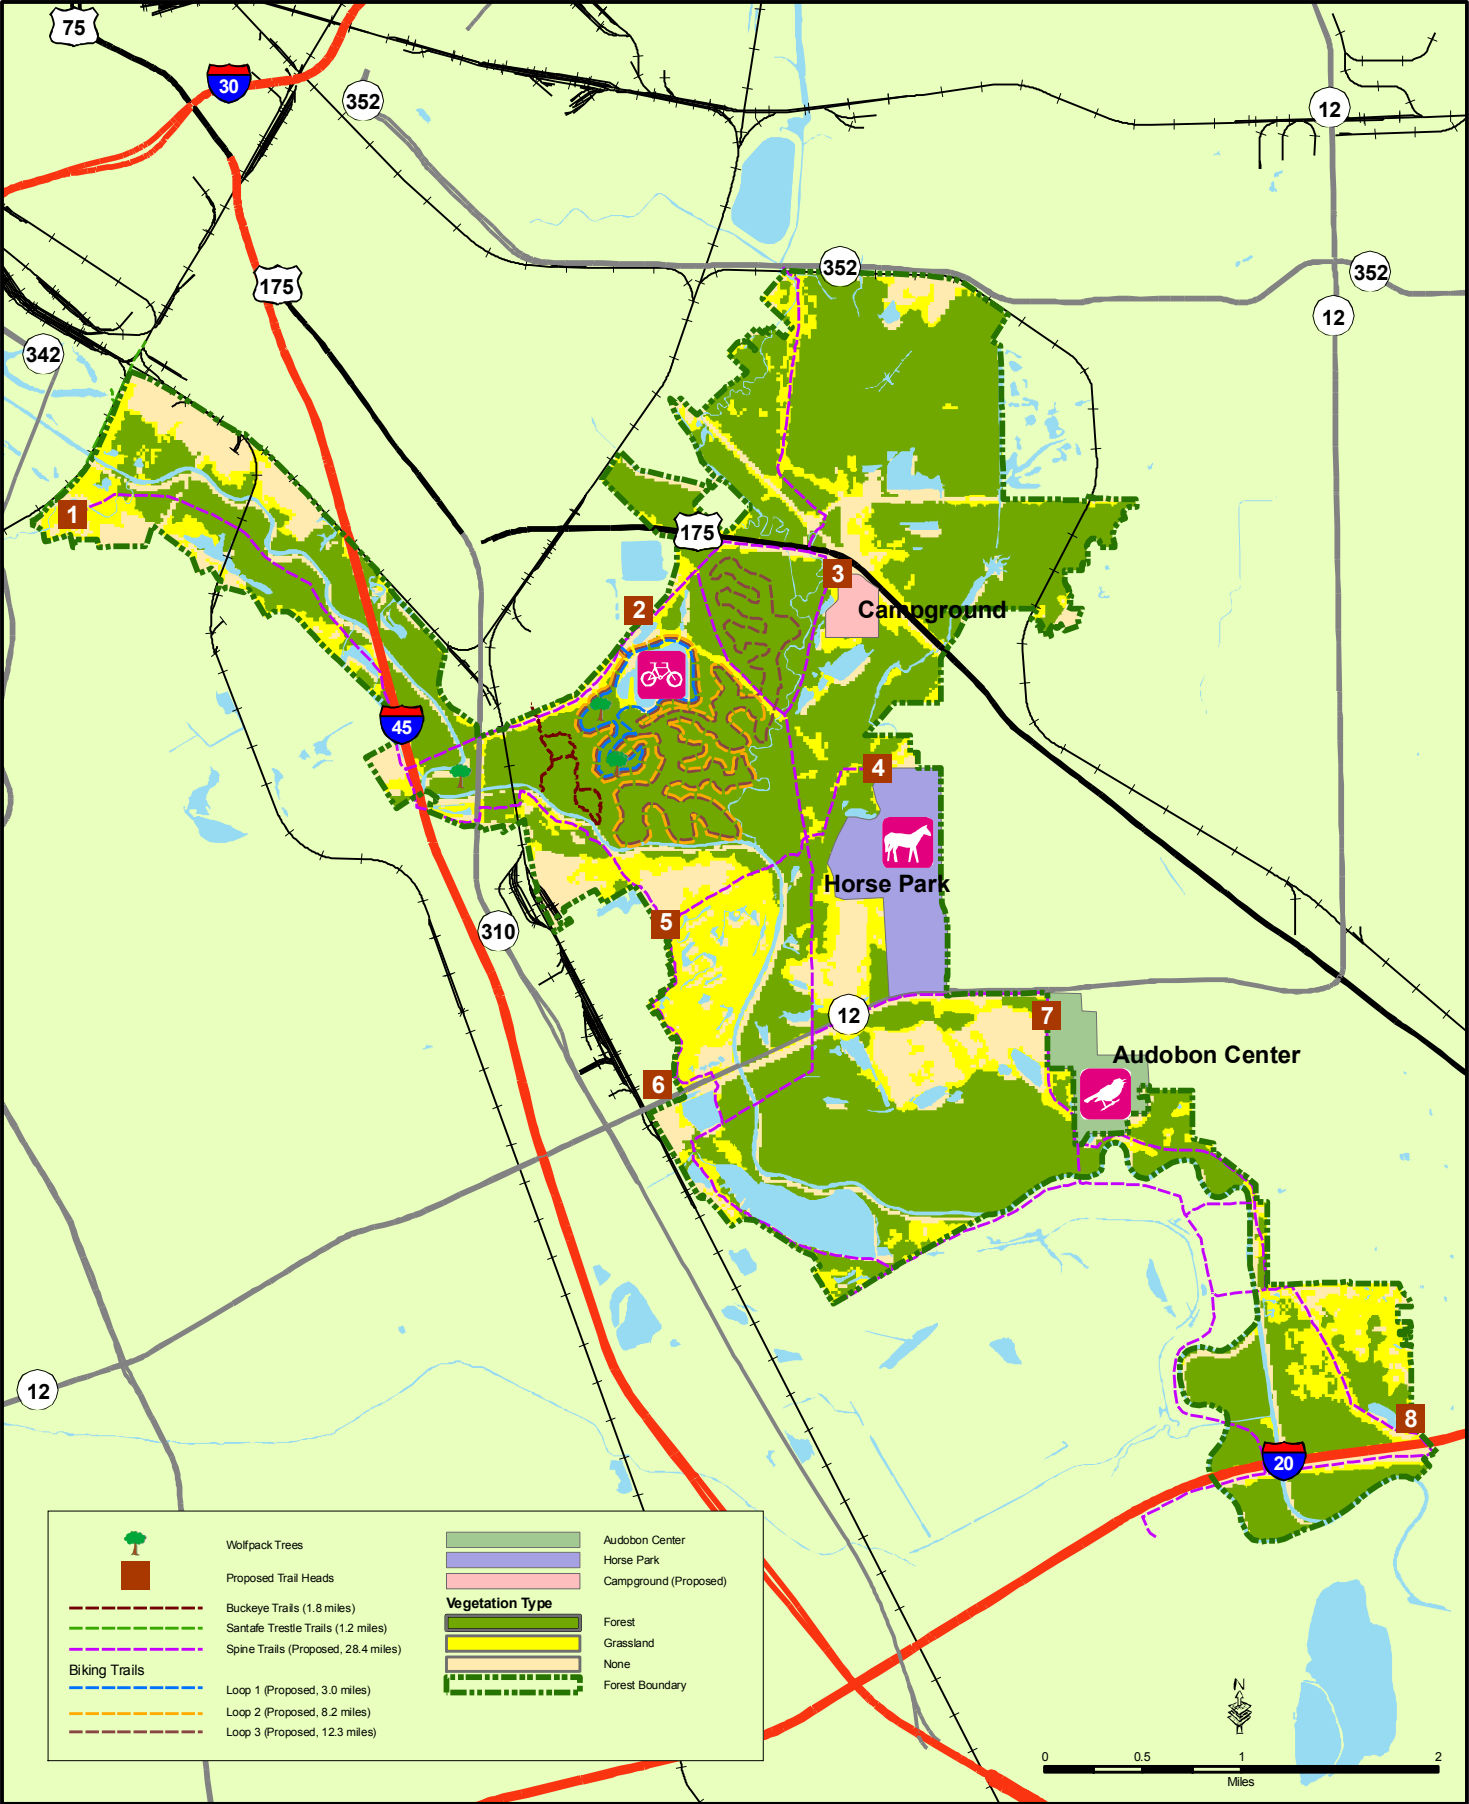 75
30
352
12
352
352
175
12
342
1
175
3
2
Campground
45
4
Horse Park
5
310
12
7
Audobon Center
6
12
8
20
Wolfpack Trees
Proposed Trail Heads
Buckeye Trails (1.8 miles)
Santafe Trestle Trails (1.2 miles)
Spine Trails (Proposed, 28.4 miles)
Biking Trails
Loop 1 (Proposed, 3.0 miles)
Loop 2 (Proposed, 8.2 miles)
Loop 3 (Proposed, 12.3 miles)
Audobon Center
Horse Park
Campground (Proposed)
Vegetation Type
Forest
Grassland
None
Forest Boundary
N
0 0.5 1 2
Miles